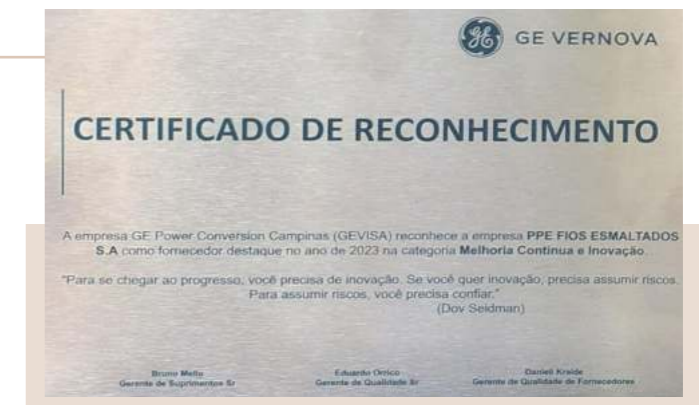 GE VERNOVA
CERTIFICADO DE RECONHECIMENTO
A empresa GE Power Conversion Campinas (GEVISA) reconhece a empresa PPE FIOS ESMALTADOS
S.A como fornecedor destaque no ano de 2023 na categoria Melhoria Continua e Inovação.
"Para se chegar ao progresso, você precisa de inovação. Se você quer inovação, precisa assumir riscos.
Para assumir riscos, você precisa confiar."
(Dov Seidman)
Bruno Mello Eduardo Orrico Danieli Kraide
Gerente de Suprimentos Sr Gerente de Qualidade Sr Gerente de Qualidade de Fornecedores